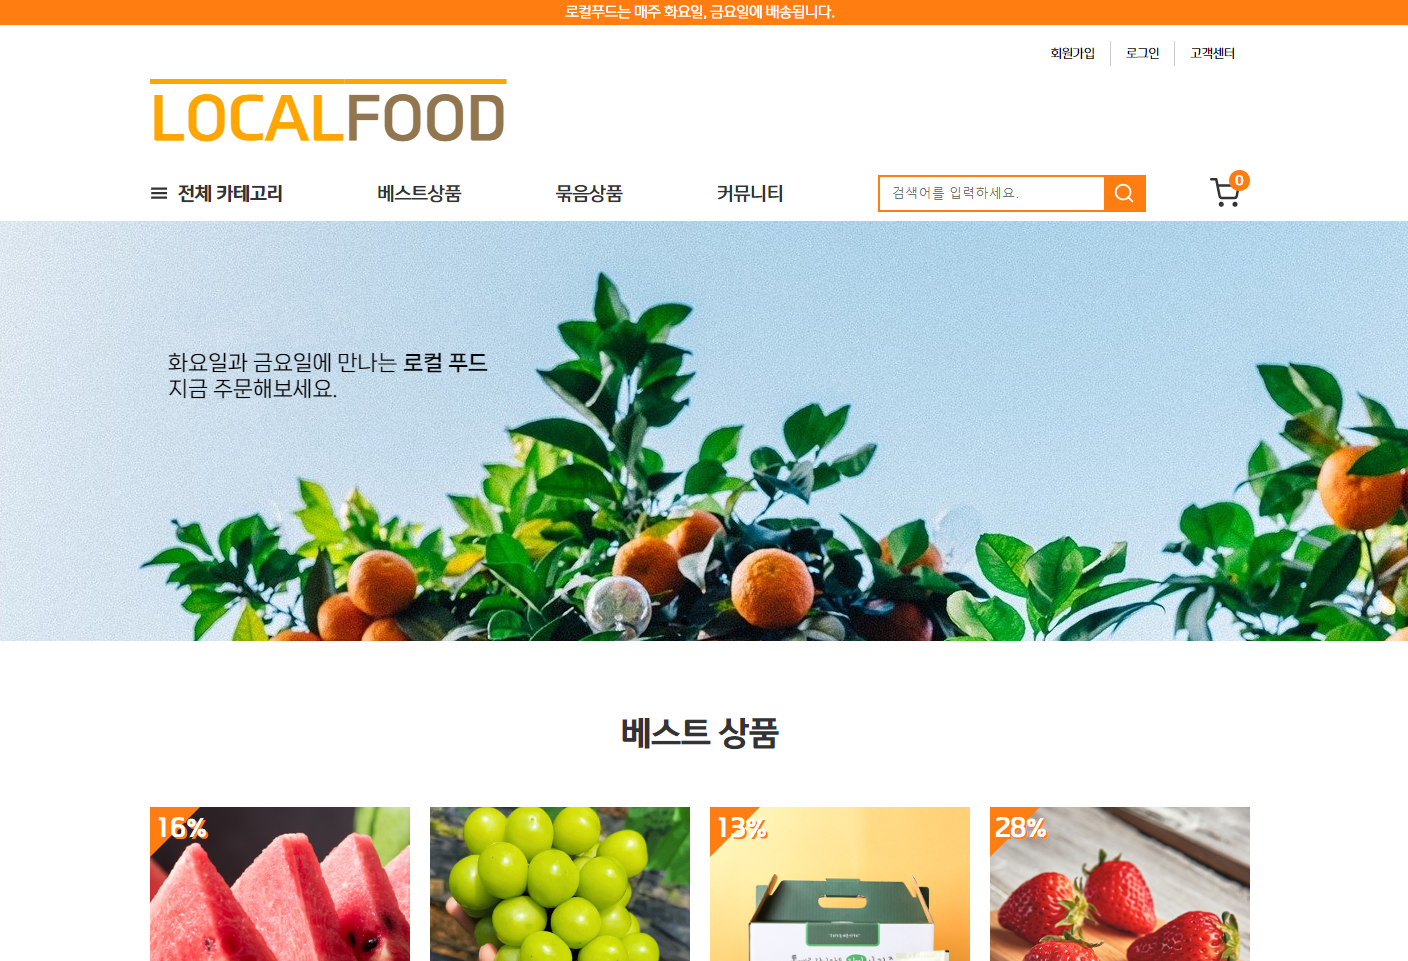 로컬푸드는 매주 화요일, 금요일에 배송됩니다.
회원가입 로그인 고객센터
LOCALFOOD
전체 카테고리 베스트상품 묶음상품 커뮤니티 검색어를 입력하세요. 0
화요일과 금요일에 만나는 로컬 푸드
지금 주문해보세요.
베스트 상품
16% 13% 28%